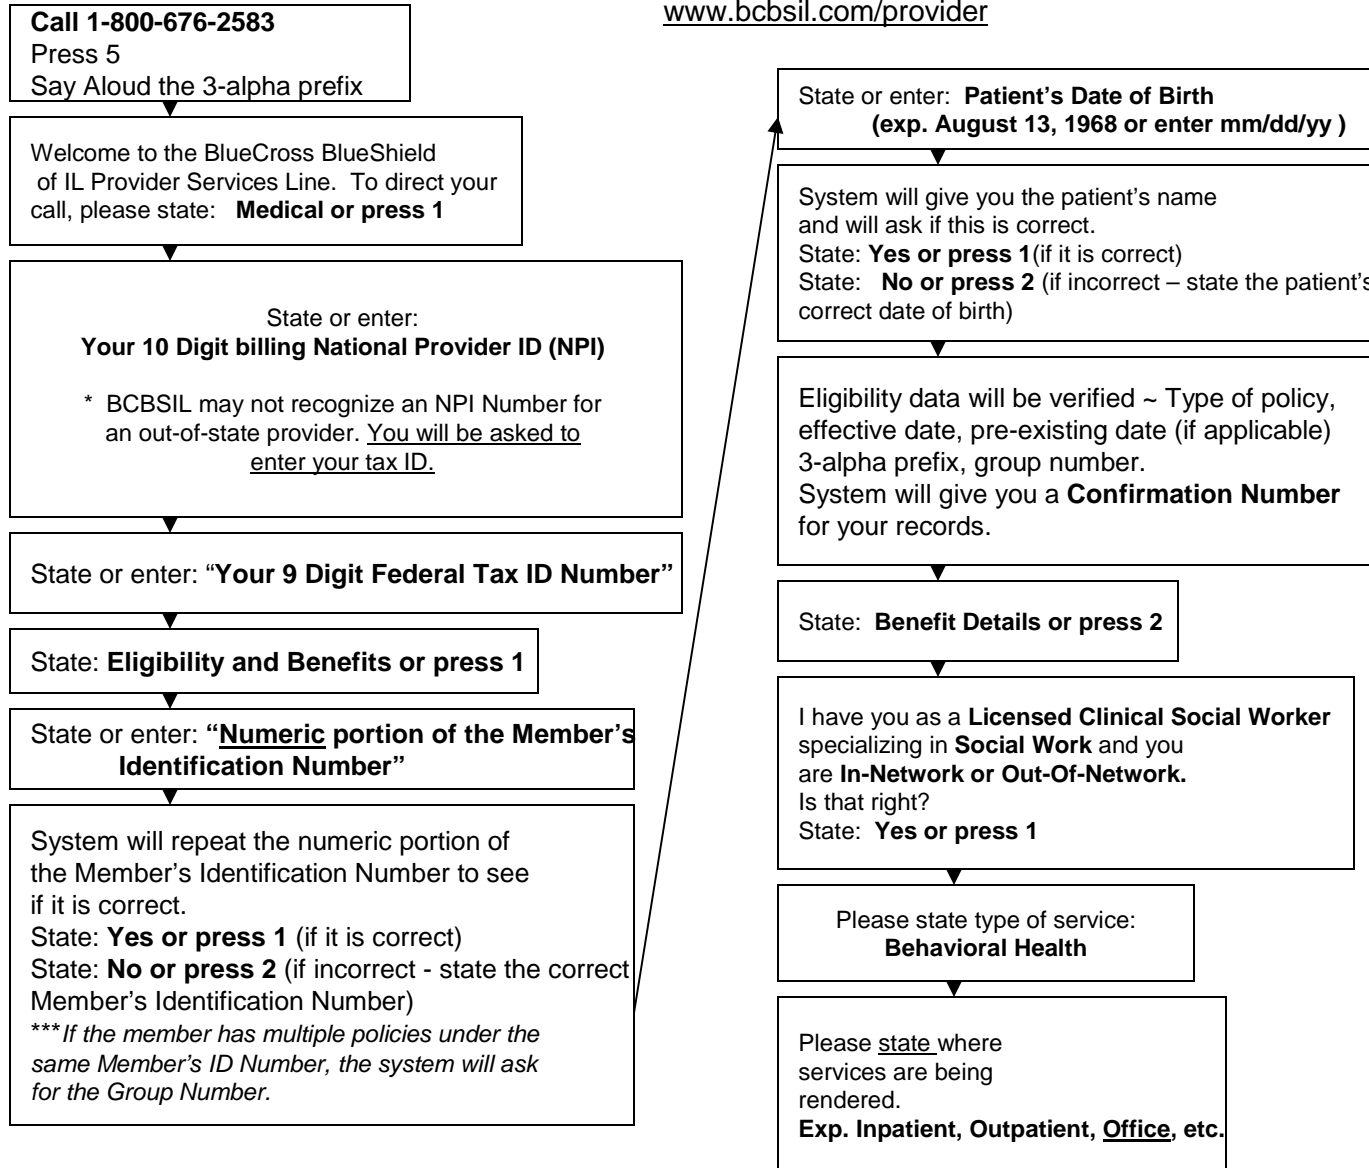 www.bcbsil.com/provider
Call 1-800-676-2583
Press 5
Say Aloud the 3-alpha prefix
Welcome to the BlueCross BlueShield
of IL Provider Services Line. To direct your
call, please state: Medical or press 1
State or enter:
Your 10 Digit billing National Provider ID (NPI)
* BCBSIL may not recognize an NPI Number for
an out-of-state provider. You will be asked to
enter your tax ID.
State or enter: “Your 9 Digit Federal Tax ID Number”
State: Eligibility and Benefits or press 1
State or enter: “Numeric portion of the Member’s
Identification Number”
System will repeat the numeric portion of
the Member’s Identification Number to see
if it is correct.
State: Yes or press 1 (if it is correct)
State: No or press 2 (if incorrect - state the correct
Member’s Identification Number)
***If the member has multiple policies under the
same Member’s ID Number, the system will ask
for the Group Number.
State or enter: Patient’s Date of Birth
(exp. August 13, 1968 or enter mm/dd/yy )
System will give you the patient’s name
and will ask if this is correct.
State: Yes or press 1(if it is correct)
State: No or press 2 (if incorrect – state the patient’s
correct date of birth)
Eligibility data will be verified ~ Type of policy,
effective date, pre-existing date (if applicable)
3-alpha prefix, group number.
System will give you a Confirmation Number
for your records.
State: Benefit Details or press 2
I have you as a Licensed Clinical Social Worker
specializing in Social Work and you
are In-Network or Out-Of-Network.
Is that right?
State: Yes or press 1
Please state type of service:
Behavioral Health
Please state where
services are being
rendered.
Exp. Inpatient, Outpatient, Office, etc.